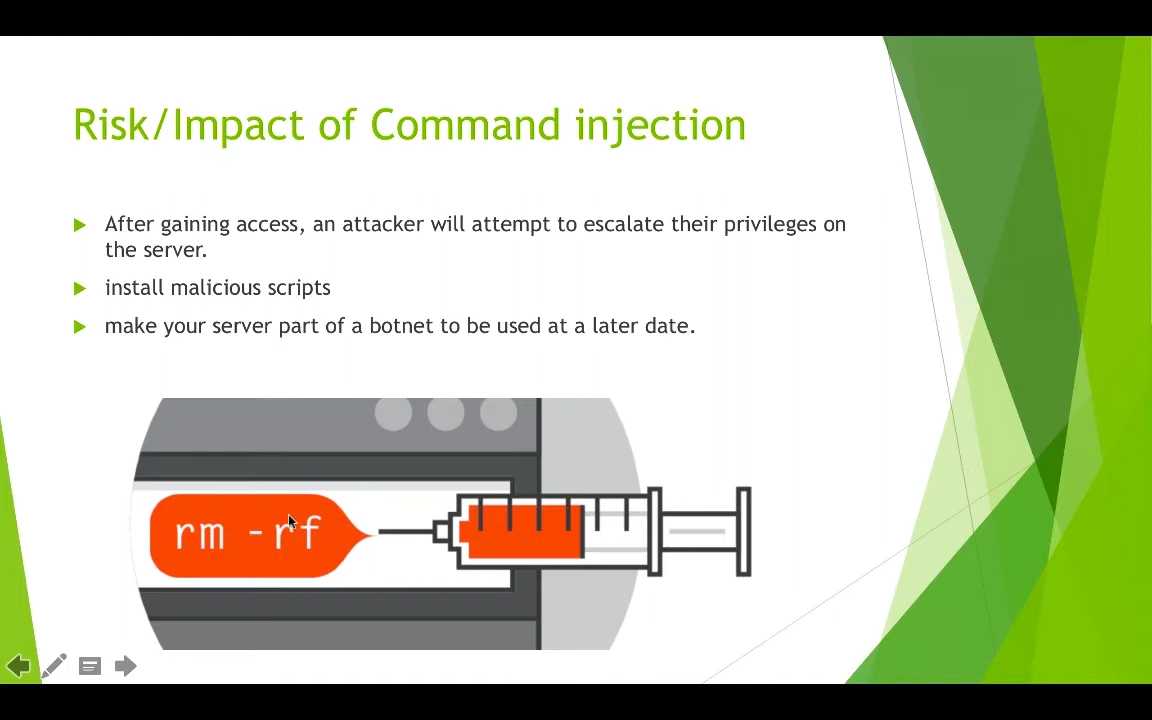 Risk/Impact of Command injection
After gaining access, an attacker will attempt to escalate their privileges on
the server.
install malicious scripts
make your server part of a botnet to be used at a later date.
rm -rf